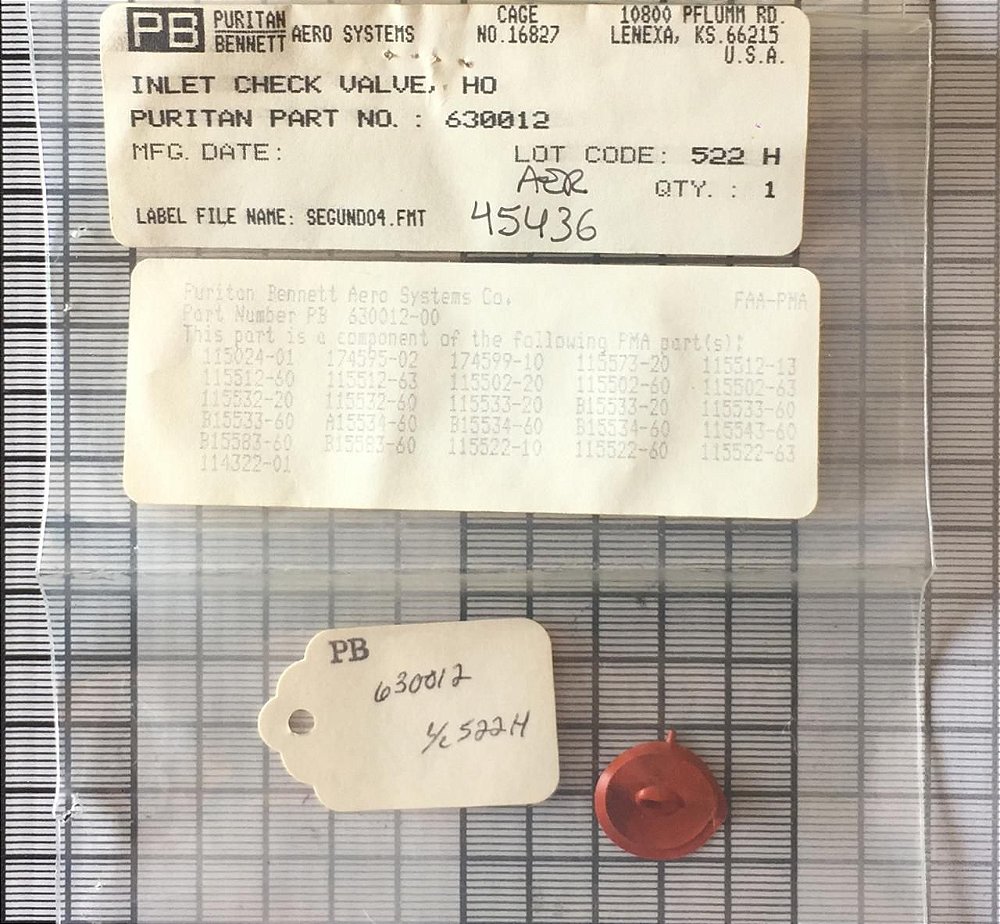 PB PURITAN BENNETT AERO SYSTEMS CAGE NO.16827 10800 PFLUMM RD. LENEXA, KS.66215 U.S.A.
INLET CHECK VALVE, HO
PURITAN PART NO. : 630012
MFG. DATE: LOT CODE: 522 H
QTY. : 1
LABEL FILE NAME: SEGUND04.FMT 45436
Puritan Bennett Aero Systems Co. FAA-PMA
Part Number PB 630012-00
This part is a component of the following PMA part(s):
115024-01 174595-02 174599-10 115573-20 115512-13
115512-60 115512-63 115502-20 115502-60 115502-63
115532-20 115532-60 115533-20 B15533-20 115533-60
B15533-60 A15534-60 B15534-60 B15534-60 115543-60
B15583-60 B15583-60 115522-10 115522-60 115522-63
114322-01
PB
630012
L/C 522H